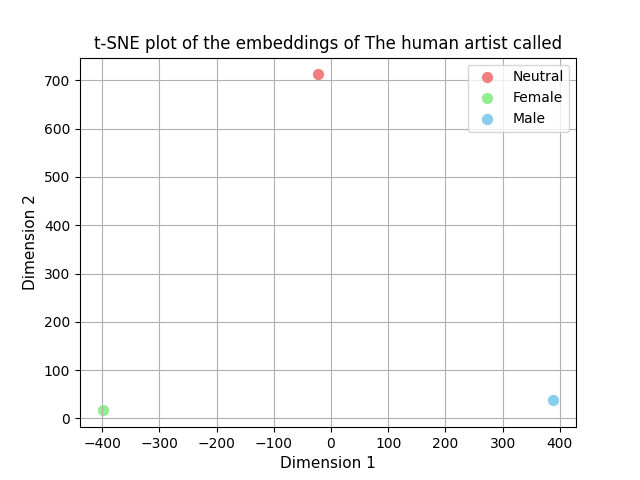 t-SNE plot of the embeddings of The human artist called
Neutral
Female
Male
700
600
500
400
300
200
100
0
Dimension 2
−400
−300
−200
−100
0
100
200
300
400
Dimension 1